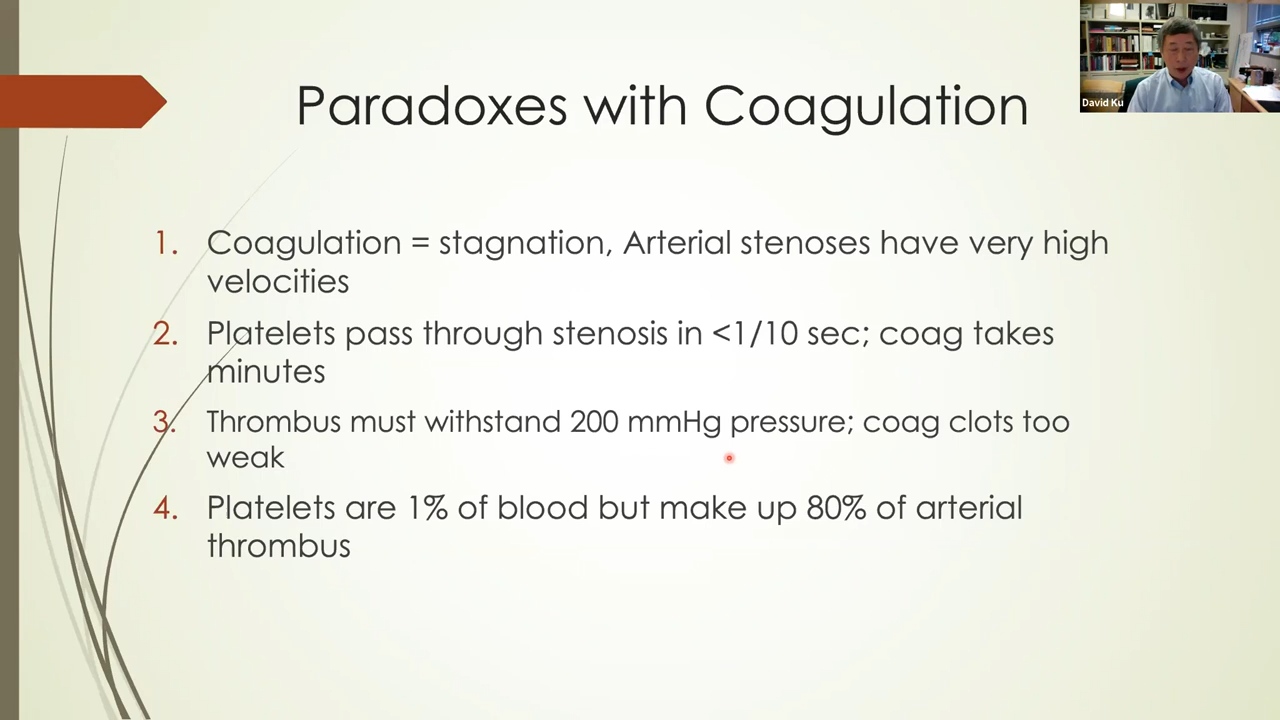 Paradoxes with Coagulation
David Ku
1. Coagulation = stagnation, Arterial stenoses have very high
velocities
2. Platelets pass through stenosis in <1/10 sec; coag takes
minutes
3. Thrombus must withstand 200 mmHg pressure; coag clots too
weak
4. Platelets are 1% of blood but make up 80% of arterial
thrombus